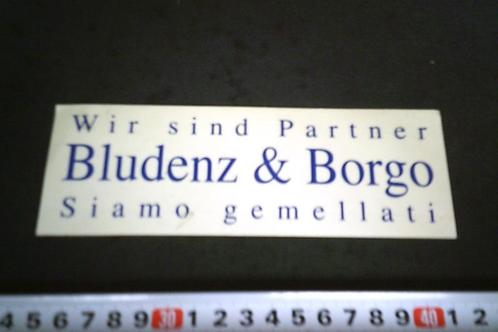 Wir sind Partner
Bludenz & Borgo
Siamo gemellati
4 5 6 7 8 9 30 1 2 3 4 5 6 7 8 9 40 1 2